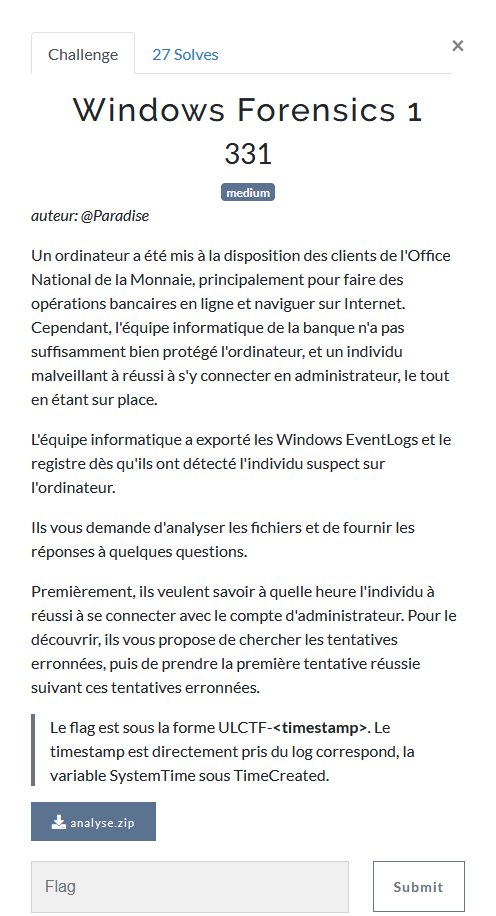 Challenge
27 Solves
×
Windows Forensics 1
331
medium
auteur: @Paradise
Un ordinateur a été mis à la disposition des clients de l'Office
National de la Monnaie, principalement pour faire des
opérations bancaires en ligne et naviguer sur Internet.
Cependant, l'équipe informatique de la banque n'a pas
suffisamment bien protégé l'ordinateur, et un individu
malveillant à réussi à s'y connecter en administrateur, le tout
en étant sur place.
L'équipe informatique a exporté les Windows EventLogs et le
registre dès qu'ils ont détecté l'individu suspect sur
l'ordinateur.
Ils vous demande d'analyser les fichiers et de fournir les
réponses à quelques questions.
Premièrement, ils veulent savoir à quelle heure l'individu à
réussi à se connecter avec le compte d'administrateur. Pour le
découvrir, ils vous propose de chercher les tentatives
erronnées, puis de prendre la première tentative réussie
suivant ces tentatives erronnées.
Le flag est sous la forme ULCTF-<timestamp>. Le
timestamp est directement pris du log correspond, la
variable SystemTime sous TimeCreated.
analyse.zip
Flag
Submit